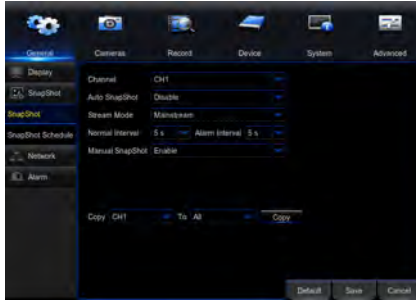 General Cameras Record Device System Advanced
Display
SnapShot
SnapShot
SnapShot Schedule
Network
Alarm
Channel CH1
Auto SnapShot Disable
Stream Mode Mainstream
Normal Interval 5 s Alarm Interval 5 s
Manual SnapShot Enable
Copy CH1 To All Copy
Default Save Cancel